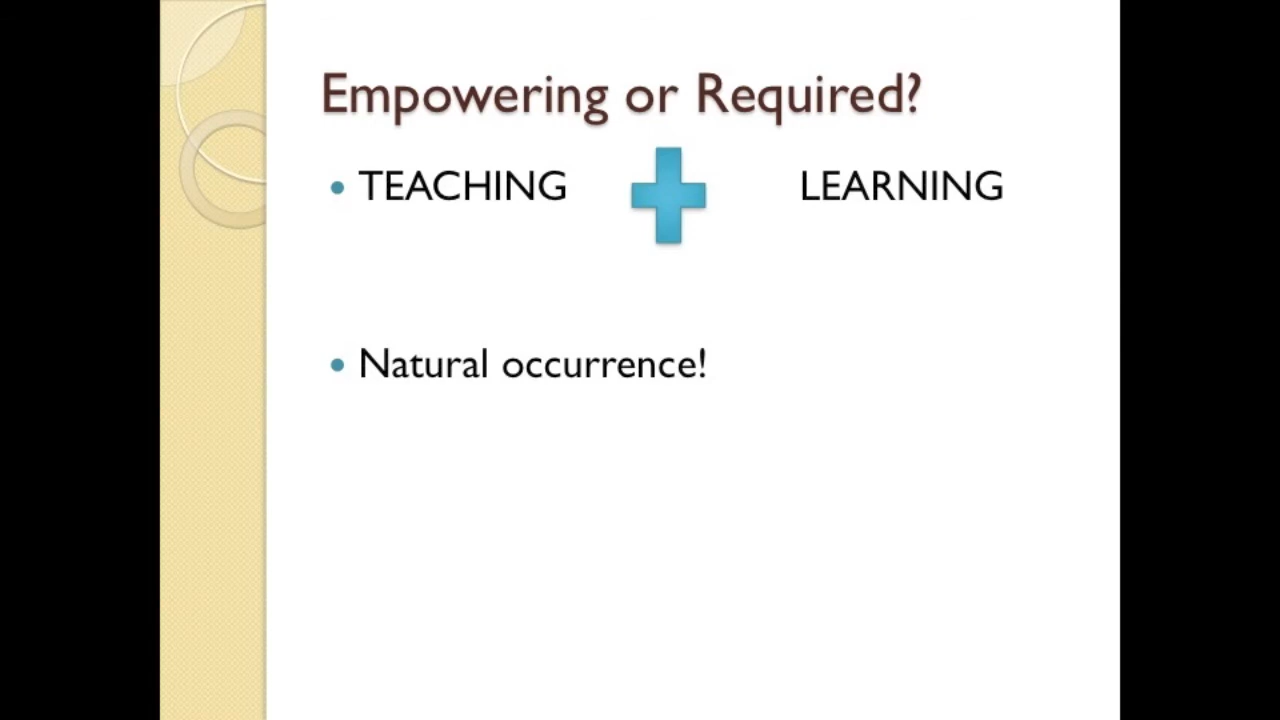 Empowering or Required?
• TEACHING LEARNING
• Natural occurrence!